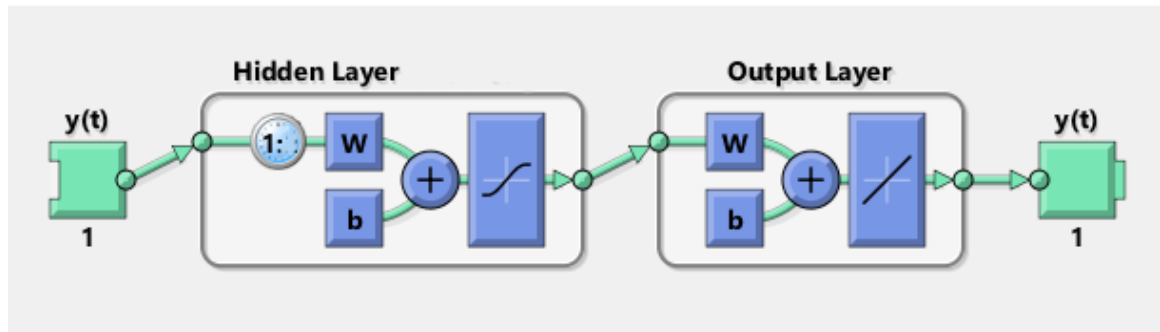 Hidden Layer
Output Layer
y(t)
1
1:
W
b
+
W
b
+
y(t)
1